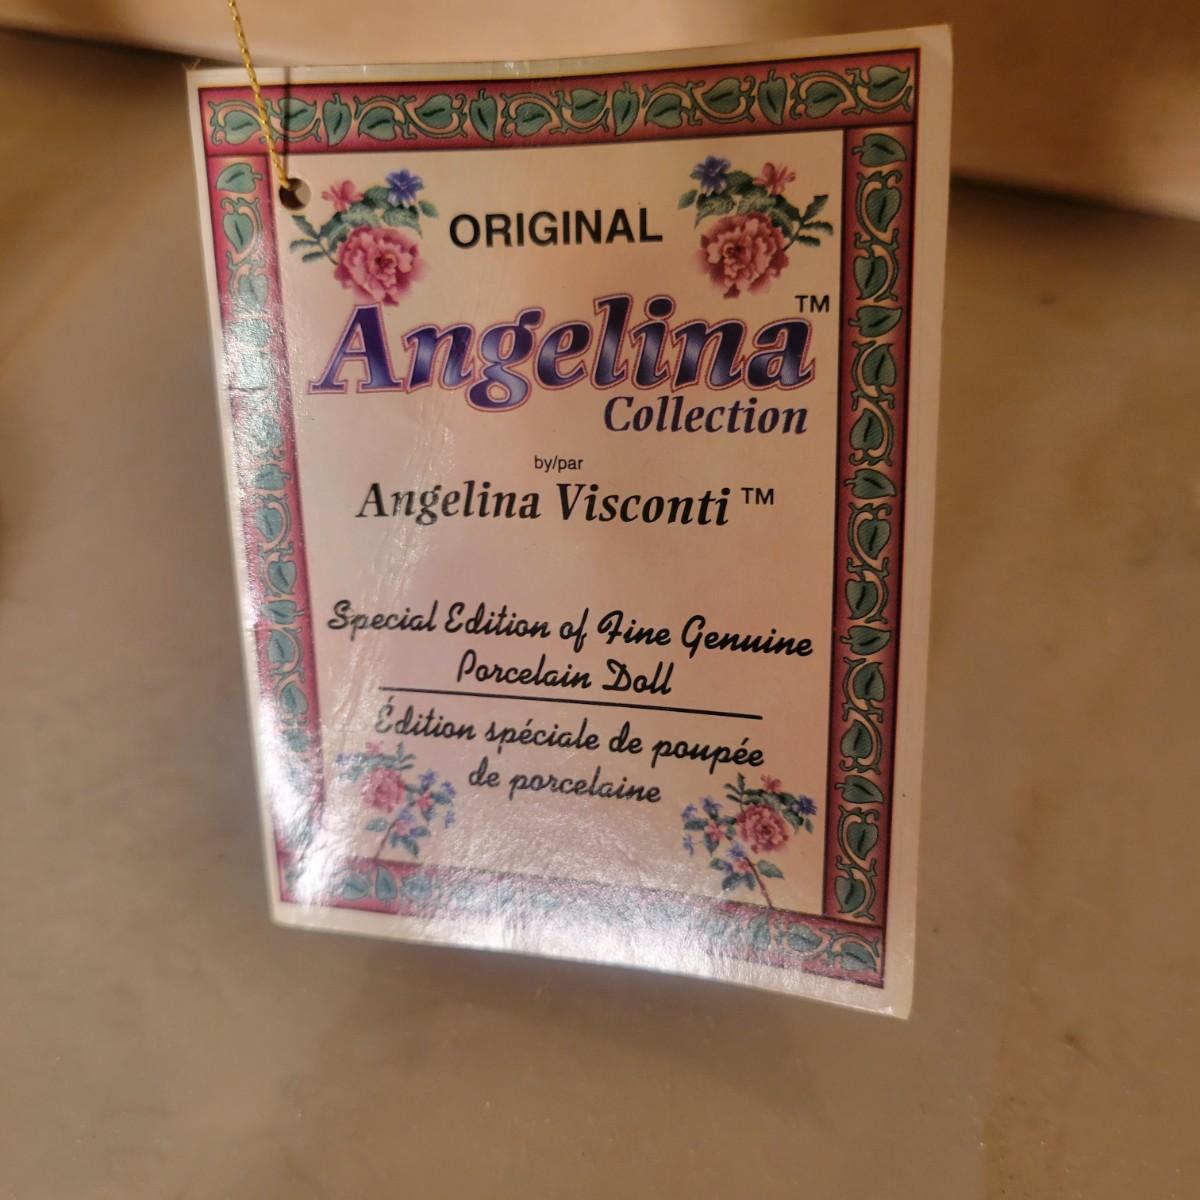 ORIGINAL
Angelina™
Collection
by/par
Angelina Visconti™
Special Edition of Fine Genuine
Porcelain Doll
Édition spéciale de poupée
de porcelaine